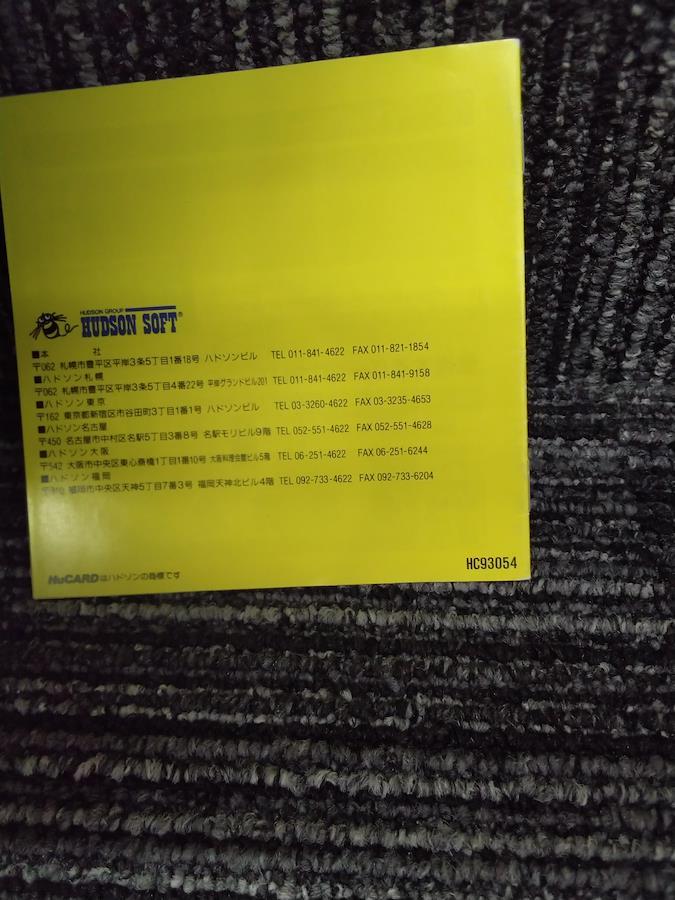 HUDSON GROUP
HUDSON SOFT®
■本 社
〒062 札幌市豊平区平岸3条5丁目1番18号 ハドソンビル TEL 011-841-4622 FAX 011-821-1854
■ハドソン札幌
〒062 札幌市豊平区平岸3条5丁目4番22号 平岸グランドビル201 TEL 011-841-4622 FAX 011-841-9158
■ハドソン東京
〒162 東京都新宿区市谷田町3丁目1番1号 ハドソンビル TEL 03-3260-4622 FAX 03-3235-4653
■ハドソン名古屋
〒450 名古屋市中村区名駅5丁目3番8号 名駅モリビル9階 TEL 052-551-4622 FAX 052-551-4628
■ハドソン大阪
〒542 大阪市中央区東心斎橋1丁目1番10号 大阪料理会館ビル5階 TEL 06-251-4622 FAX 06-251-6244
■ハドソン福岡
福岡市中央区天神5丁目7番3号 福岡天神北ビル4階 TEL 092-733-4622 FAX 092-733-6204
HuCARDはハドソンの商標です
HC93054